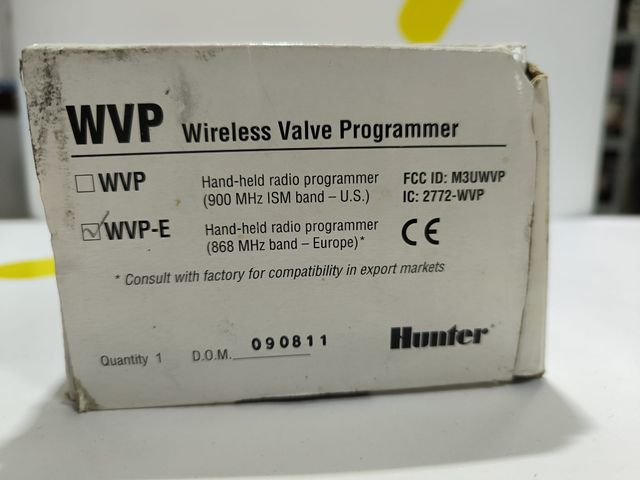 WVP Wireless Valve Programmer
WVP Hand-held radio programmer FCC ID: M3UWVP
(900 MHz ISM band – U.S.) IC: 2772-WVP
WVP-E Hand-held radio programmer CE
(868 MHz band – Europe)*
* Consult with factory for compatibility in export markets
Quantity 1 D.O.M. 090811 Hunter®